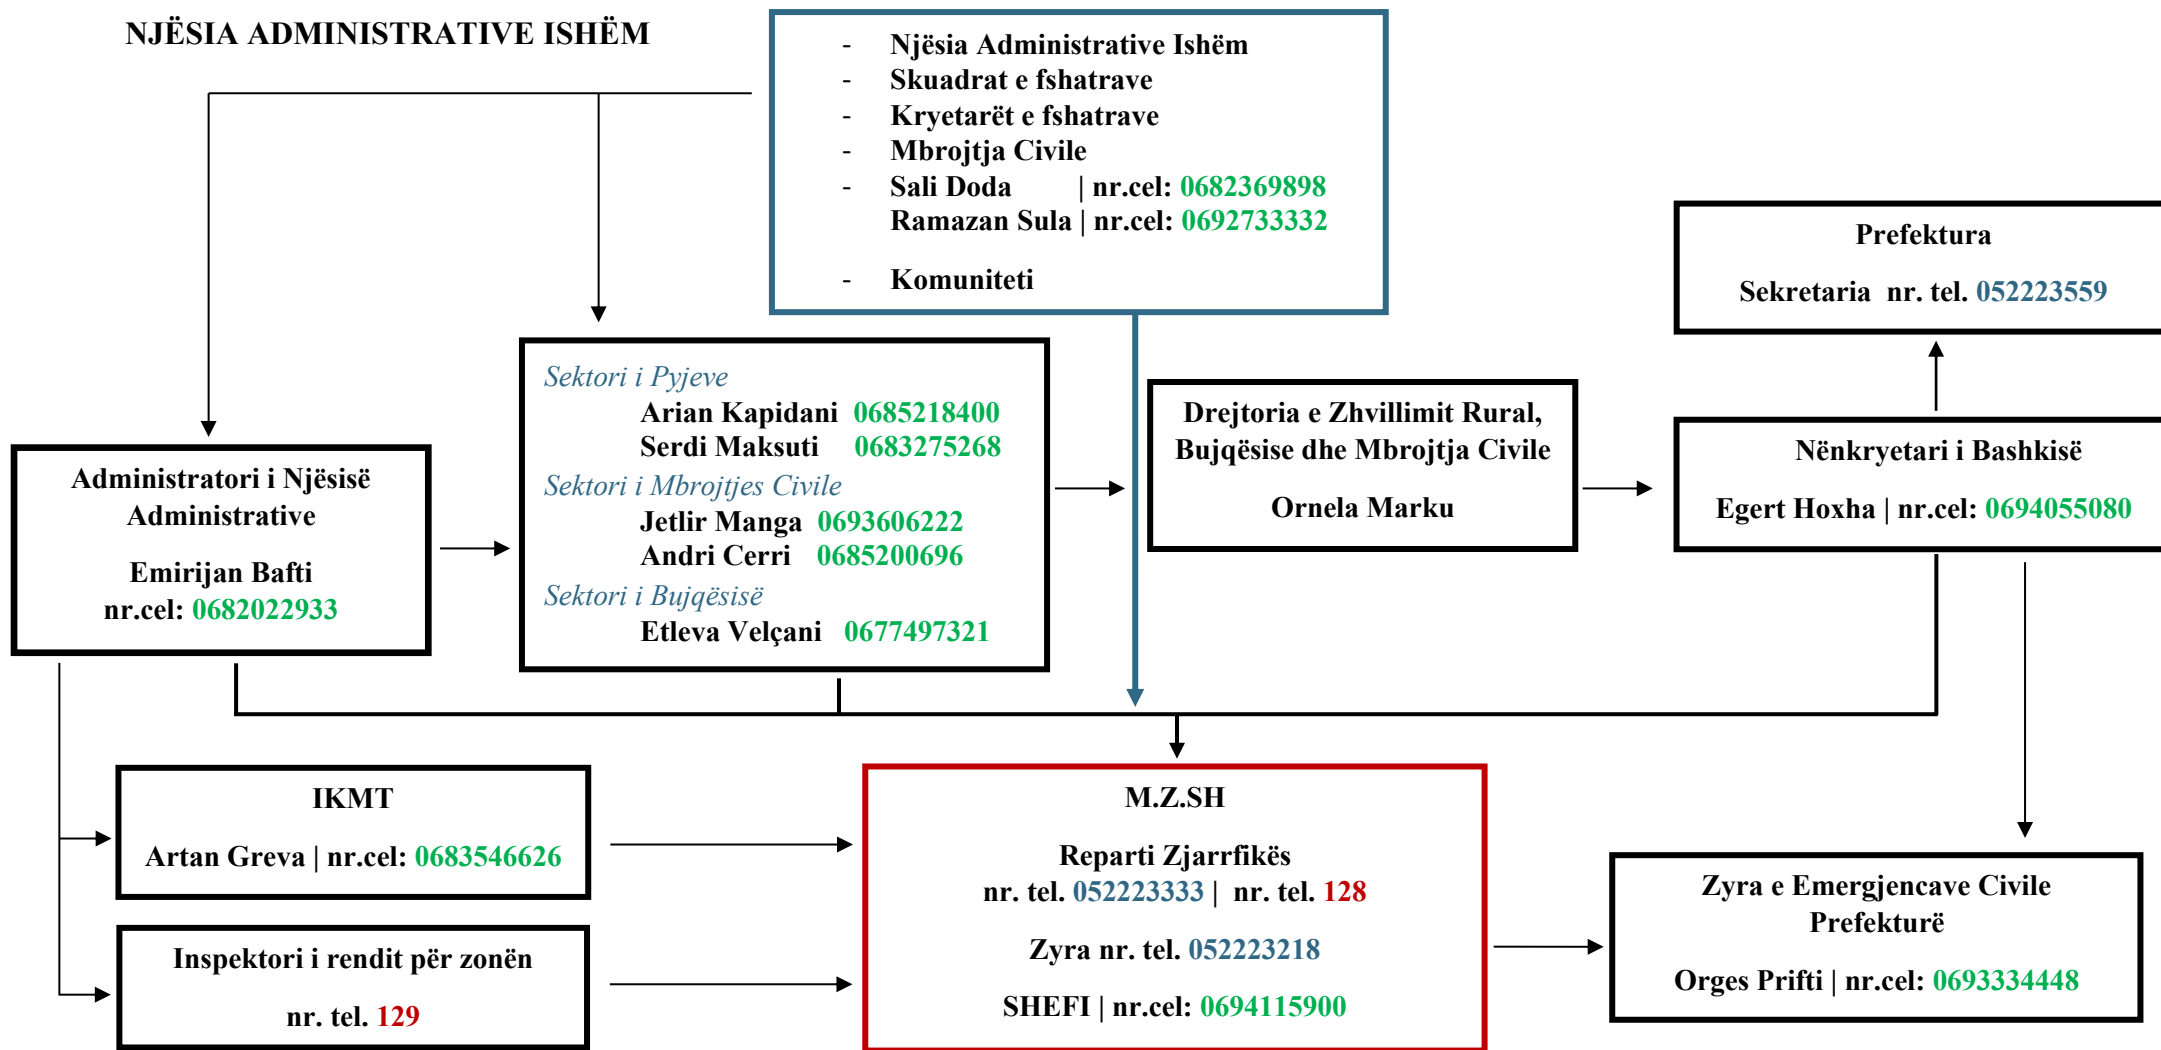 NJËSIA ADMINISTRATIVE ISHËM
- Njësia Administrative Ishëm
- Skuadrat e fshatrave
- Kryetarët e fshatrave
- Mbrojtja Civile
- Sali Doda | nr.cel: 0682369898
Ramazan Sula | nr.cel: 0692733332
- Komuniteti
Prefektura
Sekretaria nr. tel. 052223559
Sektori i Pyjeve
Arian Kapidani 0685218400
Serdi Maksuti 0683275268
Sektori i Mbrojtjes Civile
Jetlir Manga 0693606222
Andri Cerri 0685200696
Sektori i Bujqësisë
Etleva Velçani 0677497321
Drejtoria e Zhvillimit Rural,
Bujqësise dhe Mbrojtja Civile
Ornela Marku
Nënkryetari i Bashkisë
Egert Hoxha | nr.cel: 0694055080
Administratori i Njësisë
Administrative
Emirijan Bafti
nr.cel: 0682022933
IKMT
Artan Greva | nr.cel: 0683546626
Inspektori i rendit për zonën
nr. tel. 129
M.Z.SH
Reparti Zjarrfikës
nr. tel. 052223333 | nr. tel. 128
Zyra nr. tel. 052223218
SHEFI | nr.cel: 0694115900
Zyra e Emergjencave Civile
Prefekturë
Orges Prifti | nr.cel: 0693334448